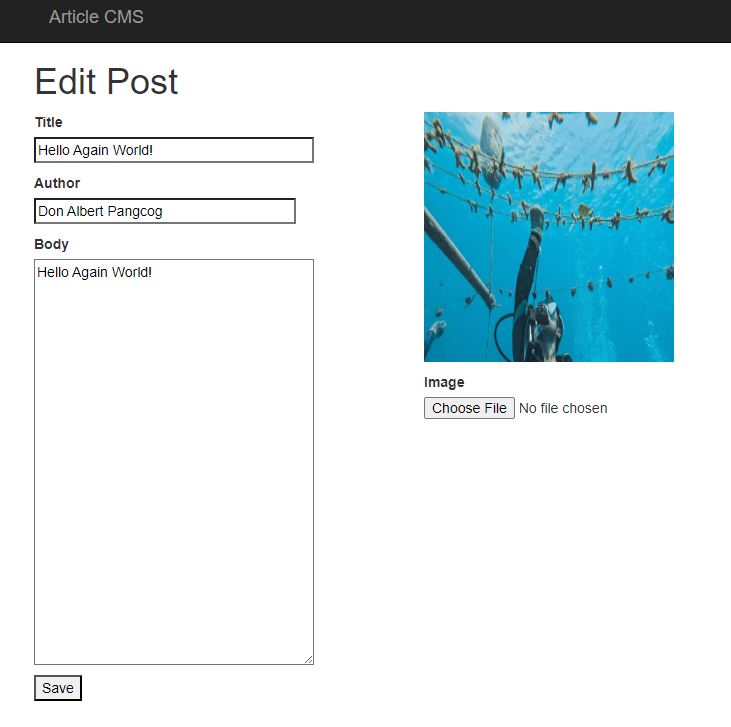 Article CMS
Edit Post
Title
Hello Again World!
Author
Don Albert Pangcog
Body
Hello Again World!
Image
Choose File No file chosen
Save